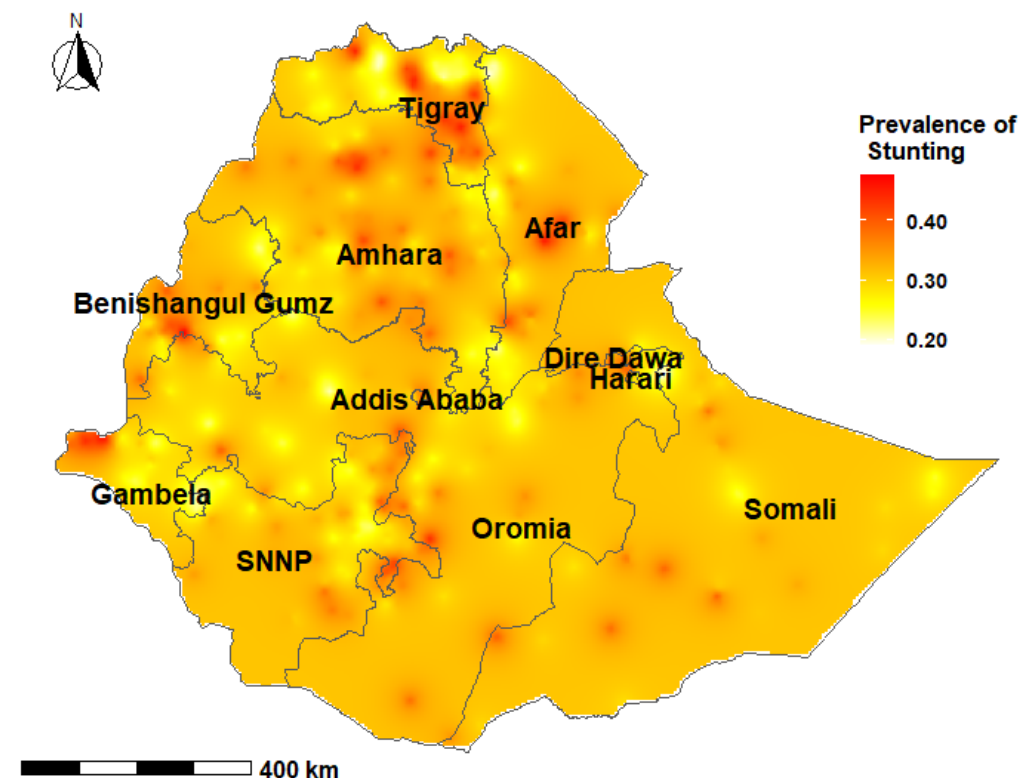 N
Tigray
Prevalence of
Stunting
0.40
0.30
0.20
Afar
Amhara
Benishangul Gumz
Dire Dawa
Harari
Addis Ababa
Gambela
Somali
Oromia
SNNP
400 km